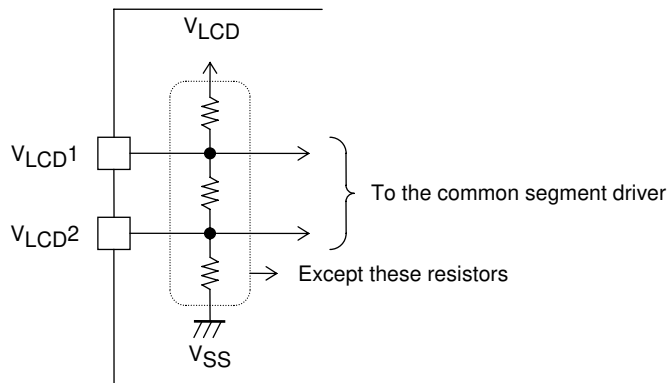 VLCD
VLCD1
To the common segment driver
VLCD2
Except these resistors
VSS